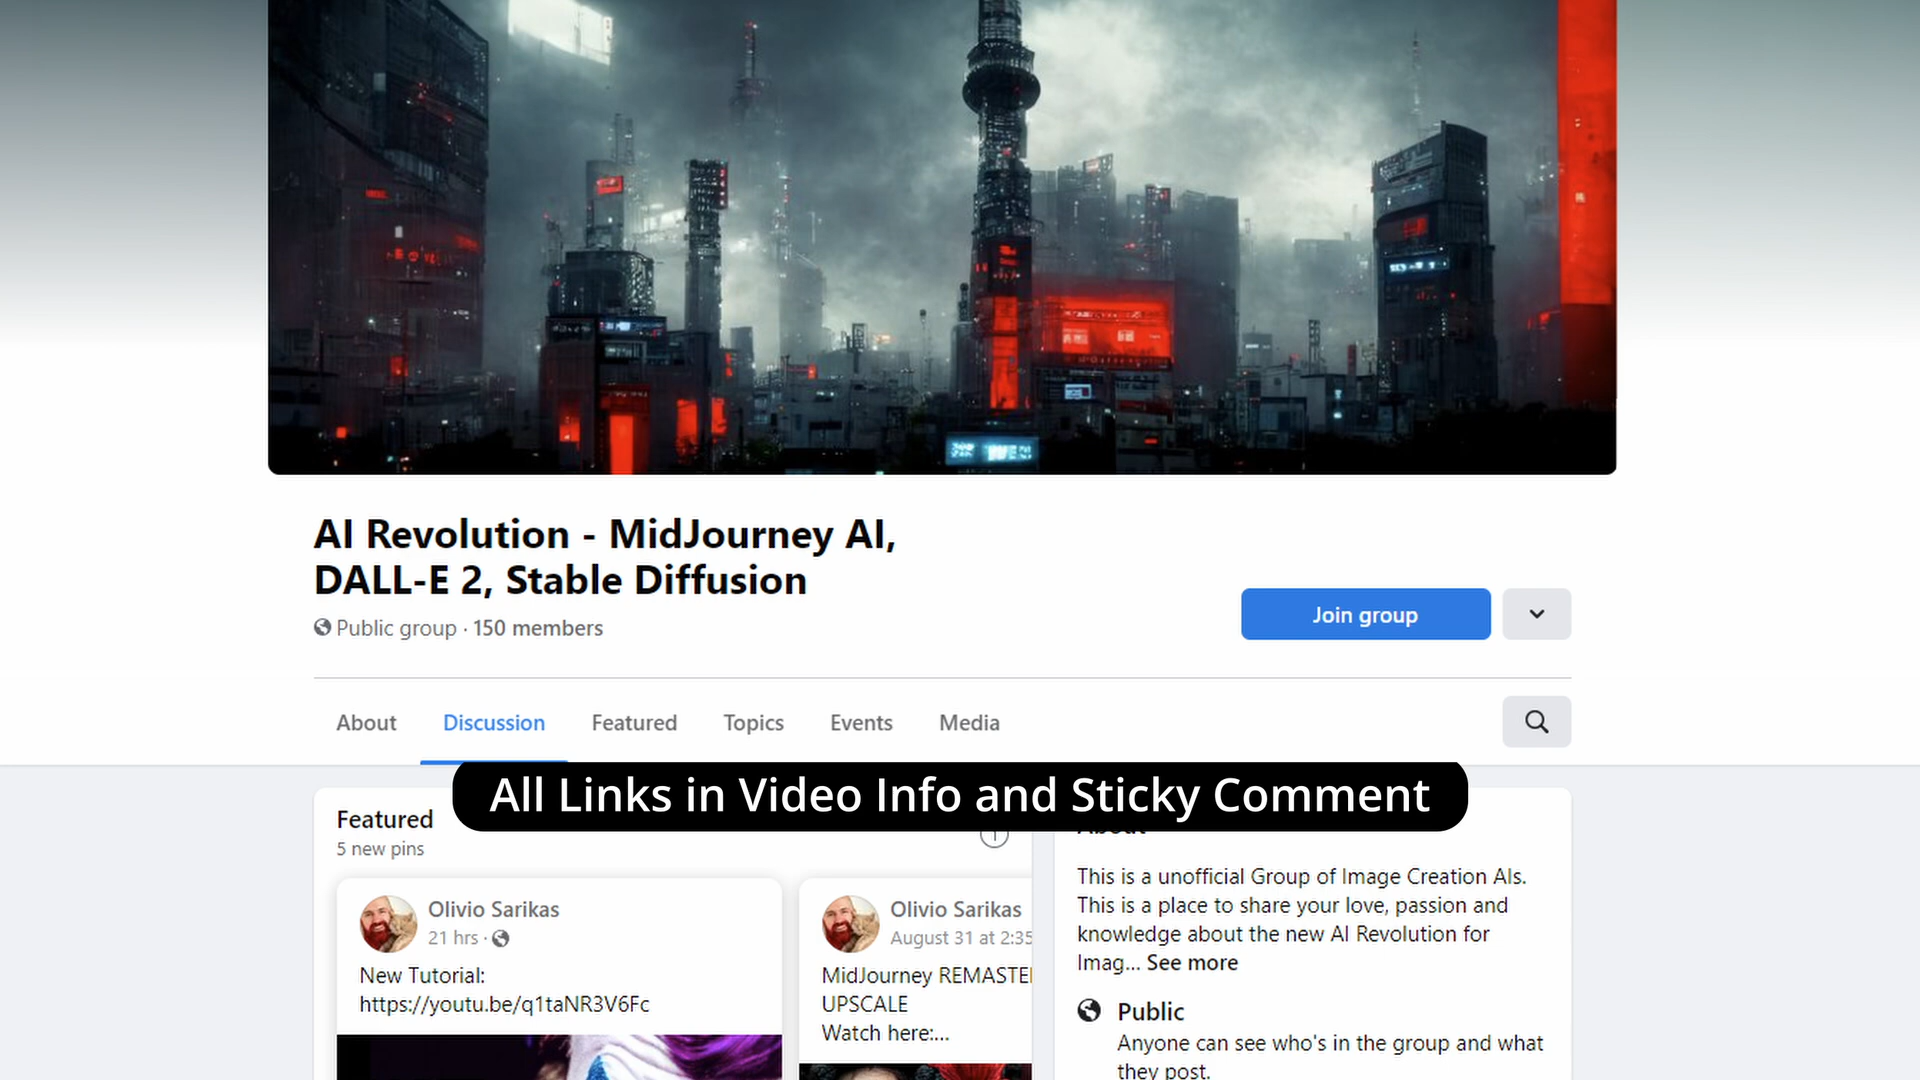 AI Revolution - MidJourney AI,
DALL-E 2, Stable Diffusion
Public group · 150 members
Join group
About
Discussion
Featured
Topics
Events
Media
All Links in Video Info and Sticky Comment
Featured
5 new pins
Olivio Sarikas
21 hrs ·
New Tutorial:
https://youtu.be/q1taNR3V6Fc
Olivio Sarikas
August 31 at 2:35
MidJourney REMASTE
UPSCALE
Watch here:...
About
This is a unofficial Group of Image Creation AIs.
This is a place to share your love, passion and
knowledge about the new AI Revolution for
Imag... See more
Public
Anyone can see who's in the group and what
they post.